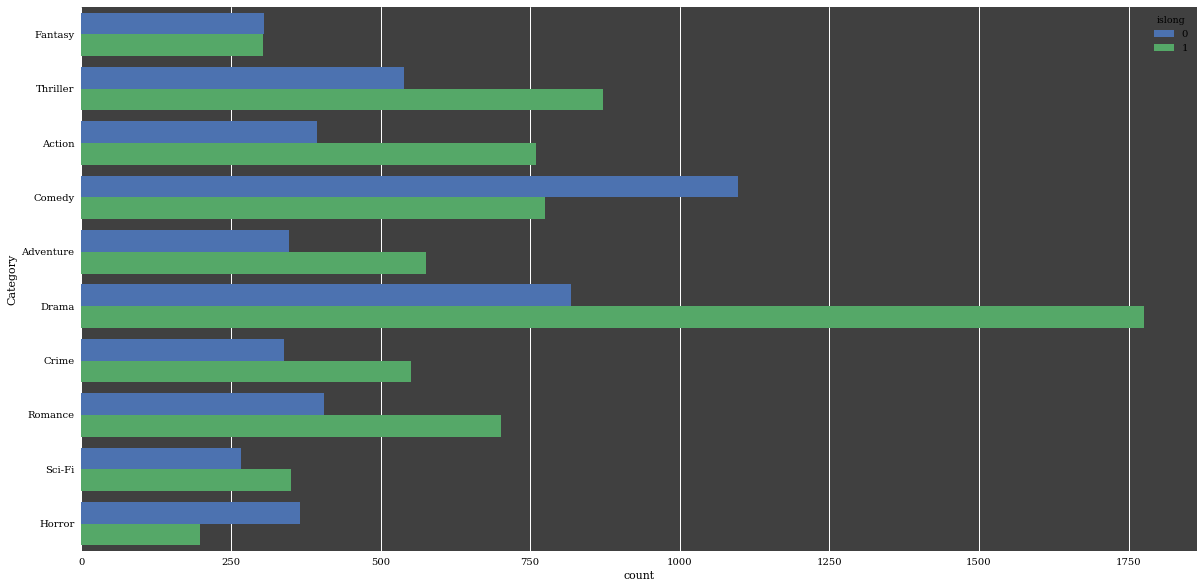 islong
0
1
Category
Fantasy
Thriller
Action
Comedy
Adventure
Drama
Crime
Romance
Sci-Fi
Horror
0 250 500 750 1000 1250 1500 1750
count